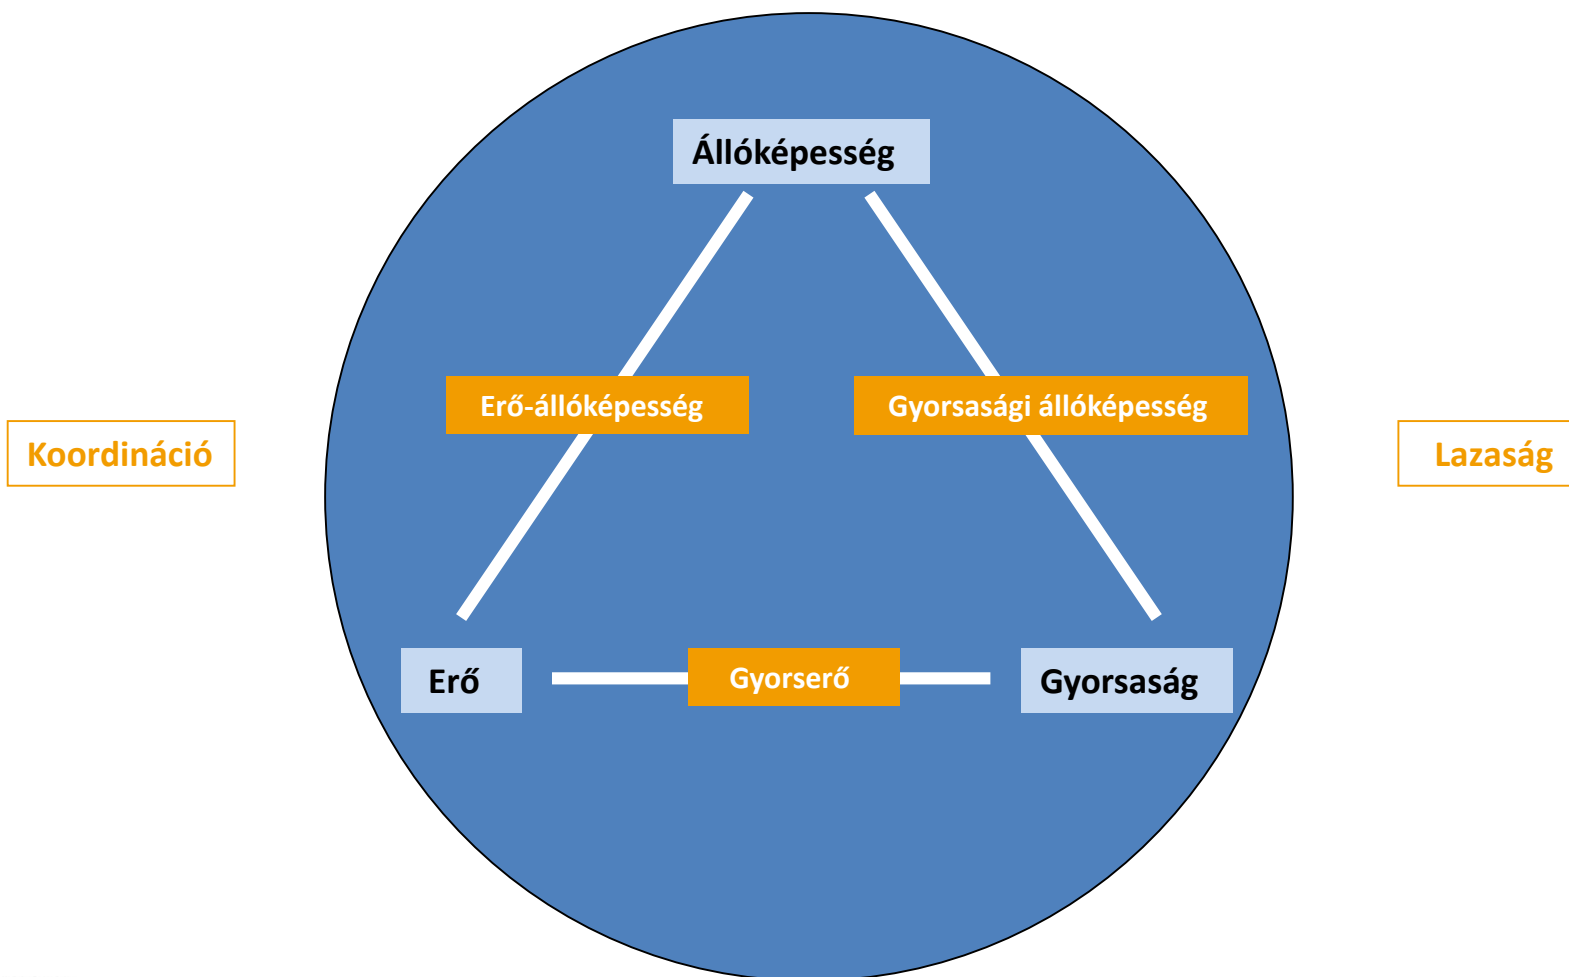 Állóképesség
Erő-állóképesség
Gyorsasági állóképesség
Koordináció
Lazaság
Erő
Gyorserő
Gyorsaság